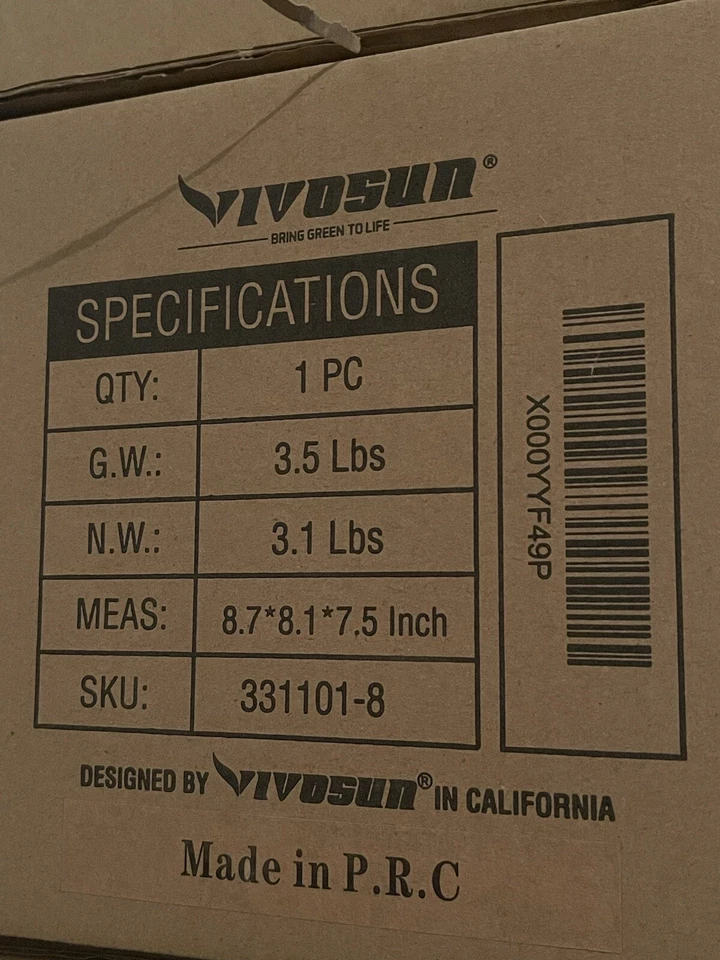 VIVOSUN®
BRING GREEN TO LIFE
SPECIFICATIONS
QTY: 1 PC
G.W.: 3.5 Lbs
N.W.: 3.1 Lbs
MEAS: 8.7*8.1*7.5 Inch
SKU: 331101-8
X000YYF49P
DESIGNED BY VIVOSUN® IN CALIFORNIA
Made in P.R.C